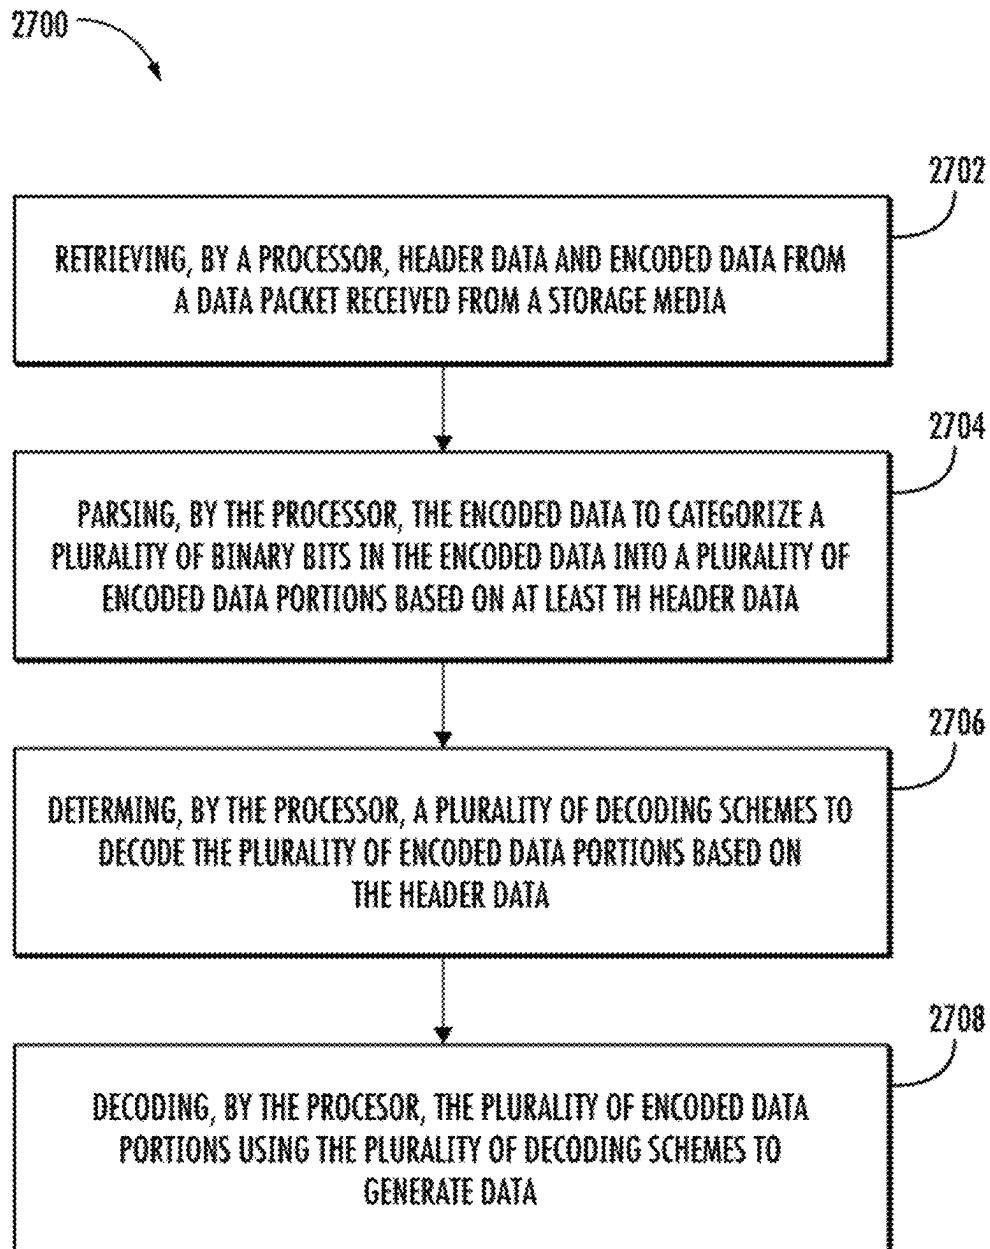 2700
2702
RETRIEVING, BY A PROCESSOR, HEADER DATA AND ENCODED DATA FROM
A DATA PACKET RECEIVED FROM A STORAGE MEDIA
2704
PARSING, BY THE PROCESSOR, THE ENCODED DATA TO CATEGORIZE A
PLURALITY OF BINARY BITS IN THE ENCODED DATA INTO A PLURALITY OF
ENCODED DATA PORTIONS BASED ON AT LEAST TH HEADER DATA
2706
DETERMING, BY THE PROCESSOR, A PLURALITY OF DECODING SCHEMES TO
DECODE THE PLURALITY OF ENCODED DATA PORTIONS BASED ON
THE HEADER DATA
2708
DECODING, BY THE PROCESOR, THE PLURALITY OF ENCODED DATA
PORTIONS USING THE PLURALITY OF DECODING SCHEMES TO
GENERATE DATA